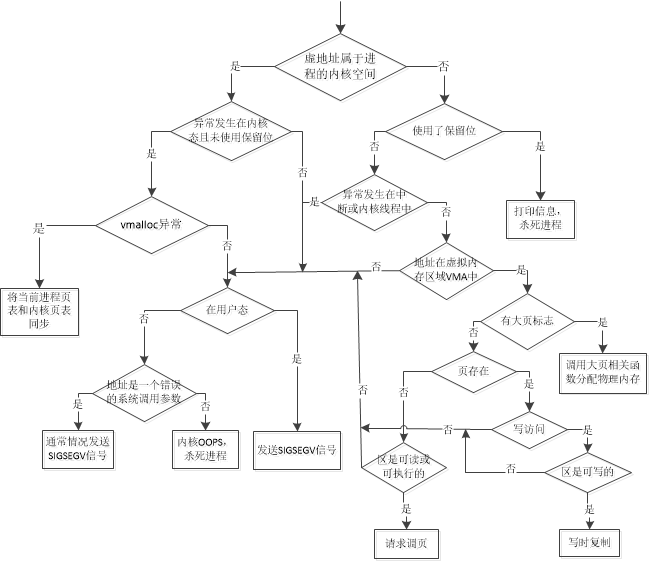 虚地址属于进
程的内核空间
是
否
异常发生在内核
态且未使用保留位
使用了保留位
是
否
否
是
异常发生在中
断或内核线程中
是
否
打印信息，
杀死进程
vmalloc异常
是
否
地址在虚拟内
存区域VMA中
否
是
将当前进程页
表和内核页表
同步
在用户态
否
是
有大页标志
否
是
调用大页相关函
数分配物理内存
页存在
否
是
地址是一个错误
的系统调用参数
是
否
通常情况发送
SIGSEGV信号
内核OOPS，
杀死进程
发送SIGSEGV信号
否
写访问
否
是
区是可读或
可执行的
是
区是可写的
否
是
请求调页
写时复制